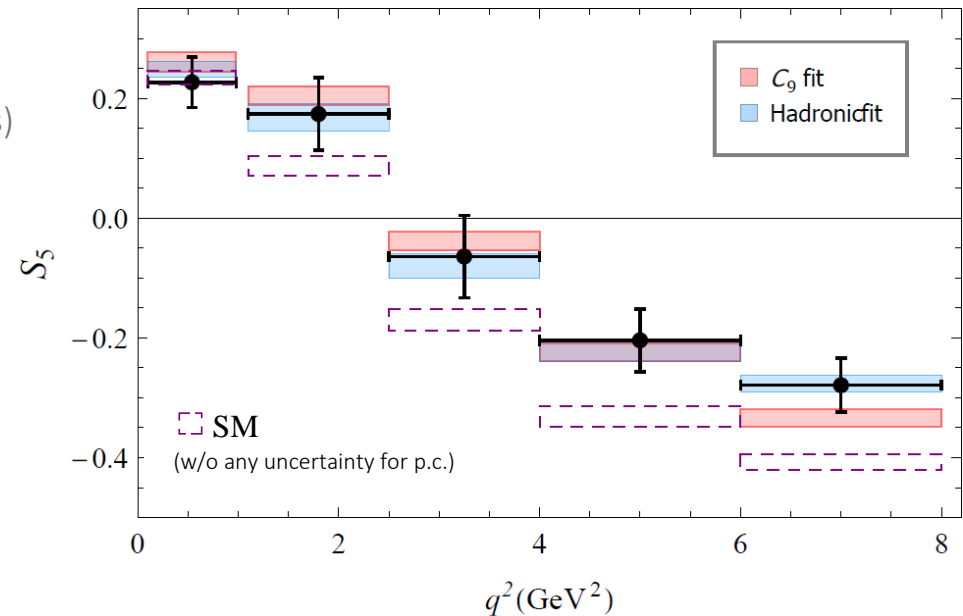 s)
C₉ fit
Hadronicfit
0.2
0.0
−0.2
−0.4
S₅
SM
(w/o any uncertainty for p.c.)
0 2 4 6 8
q²(GeV²)